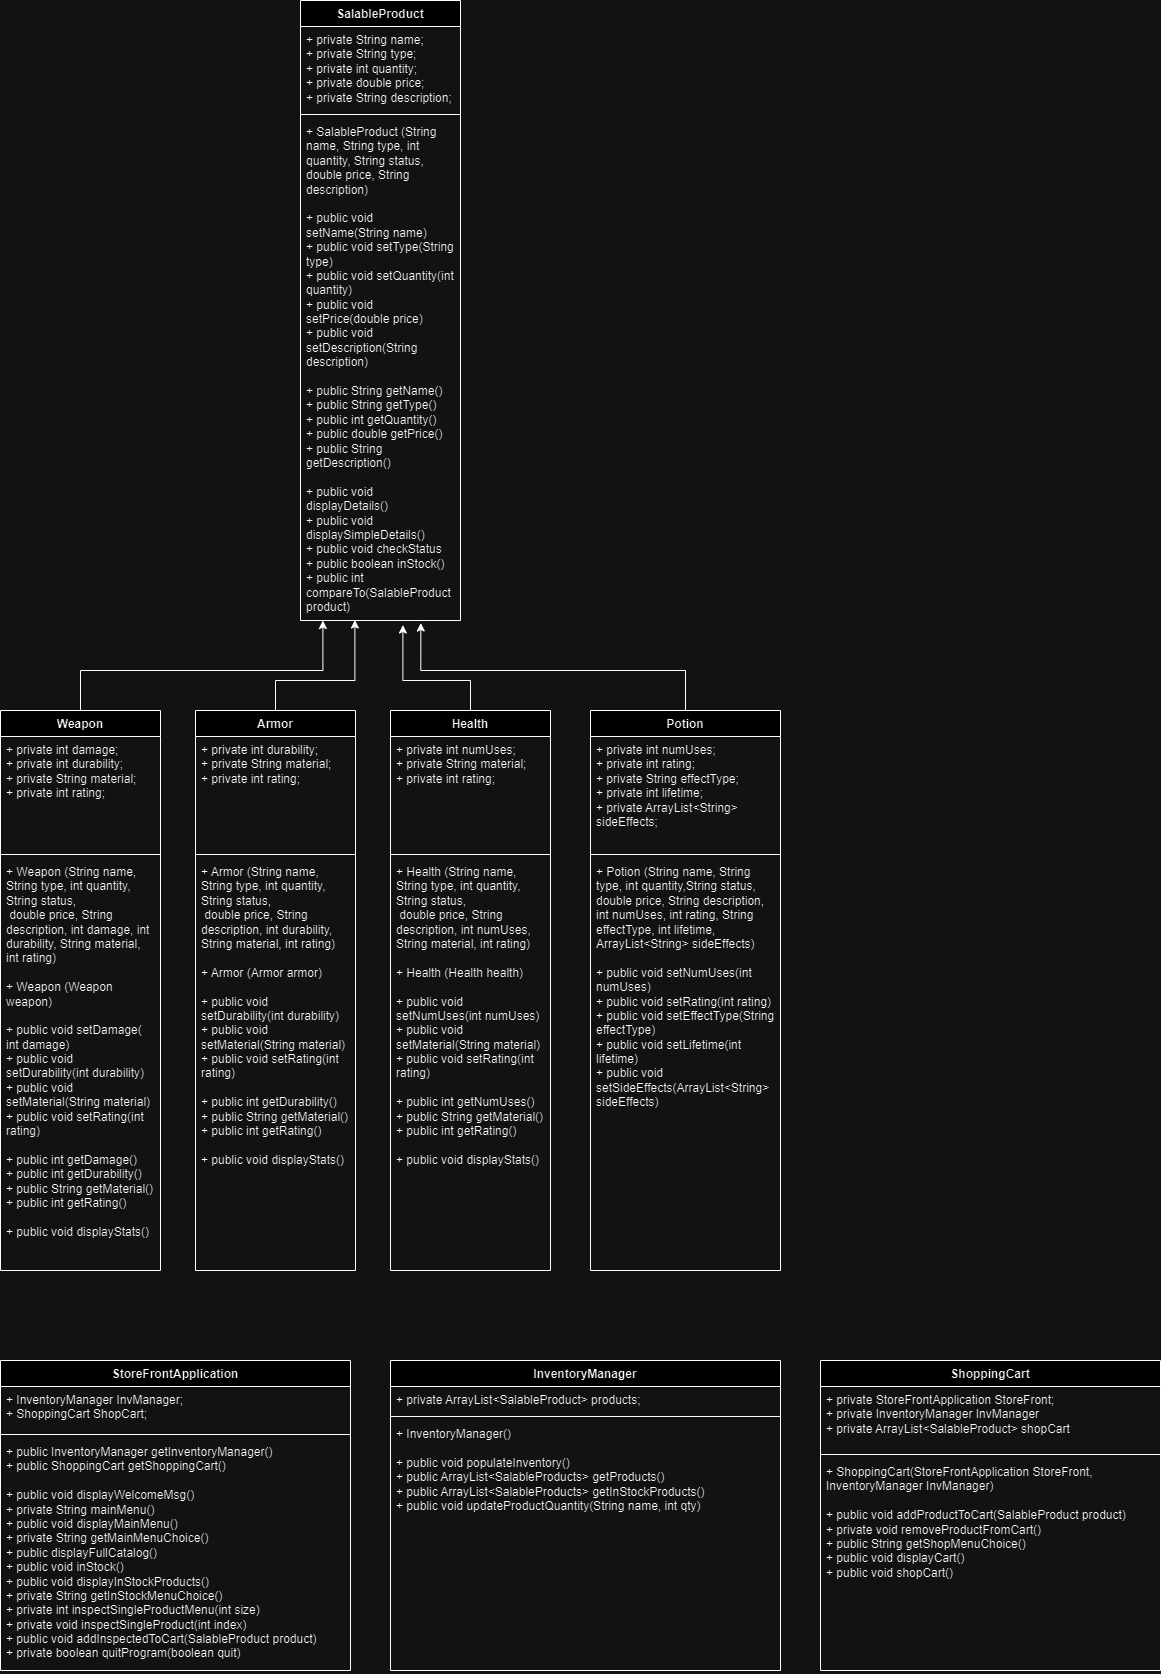 SalableProduct
+ private String name;
+ private String type;
+ private int quantity;
+ private double price;
+ private String description;
+ SalableProduct (String
name, String type, int
quantity, String status,
double price, String
description)
+ public void
setName(String name)
+ public void setType(String
type)
+ public void setQuantity(int
quantity)
+ public void
setPrice(double price)
+ public void
setDescription(String
description)
+ public String getName()
+ public String getType()
+ public int getQuantity()
+ public double getPrice()
+ public String
getDescription()
+ public void
displayDetails()
+ public void
displaySimpleDetails()
+ public void checkStatus
+ public boolean inStock()
+ public int
compareTo(SalableProduct
product)
Weapon
+ private int damage;
+ private int durability;
+ private String material;
+ private int rating;
+ Weapon (String name,
String type, int quantity,
String status,
double price, String
description, int damage, int
durability, String material,
int rating)
+ Weapon (Weapon
weapon)
+ public void setDamage(
int damage)
+ public void
setDurability(int durability)
+ public void
setMaterial(String material)
+ public void setRating(int
rating)
+ public int getDamage()
+ public int getDurability()
+ public String getMaterial()
+ public int getRating()
+ public void displayStats()
Armor
+ private int durability;
+ private String material;
+ private int rating;
+ Armor (String name,
String type, int quantity,
String status,
double price, String
description, int durability,
String material, int rating)
+ Armor (Armor armor)
+ public void
setDurability(int durability)
+ public void
setMaterial(String material)
+ public void setRating(int
rating)
+ public int getDurability()
+ public String getMaterial()
+ public int getRating()
+ public void displayStats()
Health
+ private int numUses;
+ private String material;
+ private int rating;
+ Health (String name,
String type, int quantity,
String status,
double price, String
description, int numUses,
String material, int rating)
+ Health (Health health)
+ public void
setNumUses(int numUses)
+ public void
setMaterial(String material)
+ public void setRating(int
rating)
+ public int getNumUses()
+ public String getMaterial()
+ public int getRating()
+ public void displayStats()
Potion
+ private int numUses;
+ private int rating;
+ private String effectType;
+ private int lifetime;
+ private ArrayList<String>
sideEffects;
+ Potion (String name, String
type, int quantity,String status,
double price, String description,
int numUses, int rating, String
effectType, int lifetime,
ArrayList<String> sideEffects)
+ public void setNumUses(int
numUses)
+ public void setRating(int rating)
+ public void setEffectType(String
effectType)
+ public void setLifetime(int
lifetime)
+ public void
setSideEffects(ArrayList<String>
sideEffects)
StoreFrontApplication
+ InventoryManager InvManager;
+ ShoppingCart ShopCart;
+ public InventoryManager getInventoryManager()
+ public ShoppingCart getShoppingCart()
+ public void displayWelcomeMsg()
+ private String mainMenu()
+ public void displayMainMenu()
+ private String getMainMenuChoice()
+ public displayFullCatalog()
+ public void inStock()
+ public void displayInStockProducts()
+ private String getInStockMenuChoice()
+ private int inspectSingleProductMenu(int size)
+ private void inspectSingleProduct(int index)
+ public void addInspectedToCart(SalableProduct product)
+ private boolean quitProgram(boolean quit)
InventoryManager
+ private ArrayList<SalableProduct> products;
+ InventoryManager()
+ public void populateInventory()
+ public ArrayList<SalableProducts> getProducts()
+ public ArrayList<SalableProducts> getInStockProducts()
+ public void updateProductQuantity(String name, int qty)
ShoppingCart
+ private StoreFrontApplication StoreFront;
+ private InventoryManager InvManager
+ private ArrayList<SalableProduct> shopCart
+ ShoppingCart(StoreFrontApplication StoreFront,
InventoryManager InvManager)
+ public void addProductToCart(SalableProduct product)
+ private void removeProductFromCart()
+ public String getShopMenuChoice()
+ public void displayCart()
+ public void shopCart()